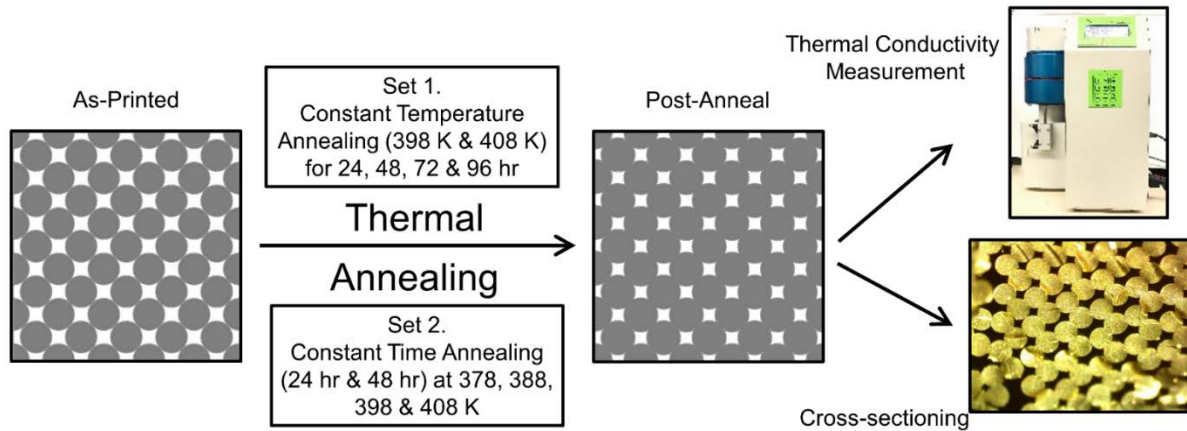 As-Printed
Set 1.
Constant Temperature
Annealing (398 K & 408 K)
for 24, 48, 72 & 96 hr
Thermal
Annealing
Set 2.
Constant Time Annealing
(24 hr & 48 hr) at 378, 388,
398 & 408 K
Post-Anneal
Thermal Conductivity
Measurement
Cross-sectioning